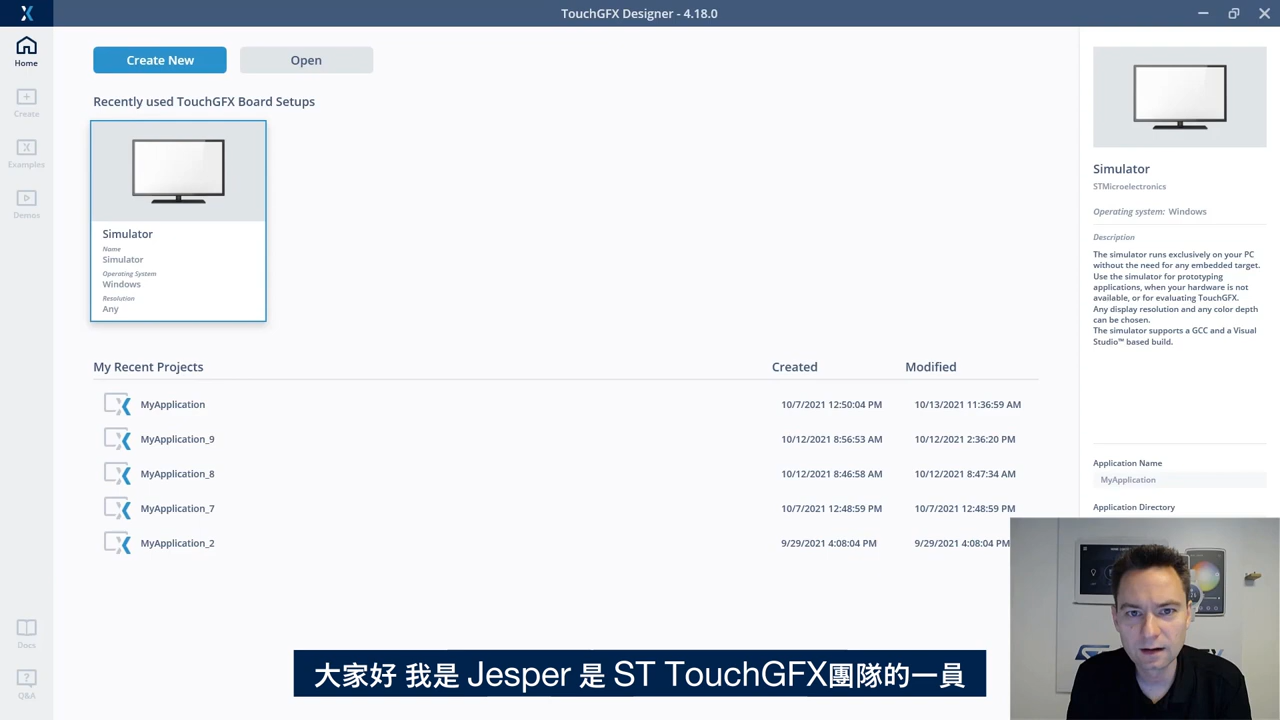 TouchGFX Designer - 4.18.0
Home
Create
Examples
Demos
Docs
Q&A
Create New
Open
Recently used TouchGFX Board Setups
Simulator
Name
Simulator
Operating System
Windows
Resolution
Any
My Recent Projects Created Modified
MyApplication 10/7/2021 12:50:04 PM 10/13/2021 11:36:59 AM
MyApplication_9 10/12/2021 8:56:53 AM 10/12/2021 2:36:20 PM
MyApplication_8 10/12/2021 8:46:58 AM 10/12/2021 8:47:34 AM
MyApplication_7 10/7/2021 12:48:59 PM 10/7/2021 12:48:59 PM
MyApplication_2 9/29/2021 4:08:04 PM 9/29/2021 4:08:04 PM
Simulator
STMicroelectronics
Operating system: Windows
Description
The simulator runs exclusively on your PC
without the need for any embedded target.
Use the simulator for prototyping
applications, when your hardware is not
available, or for evaluating TouchGFX.
Any display resolution and any color depth
can be chosen.
The simulator supports a GCC and a Visual
Studio™ based build.
Application Name
MyApplication
Application Directory
大家好 我是 Jesper 是 ST TouchGFX團隊的一員